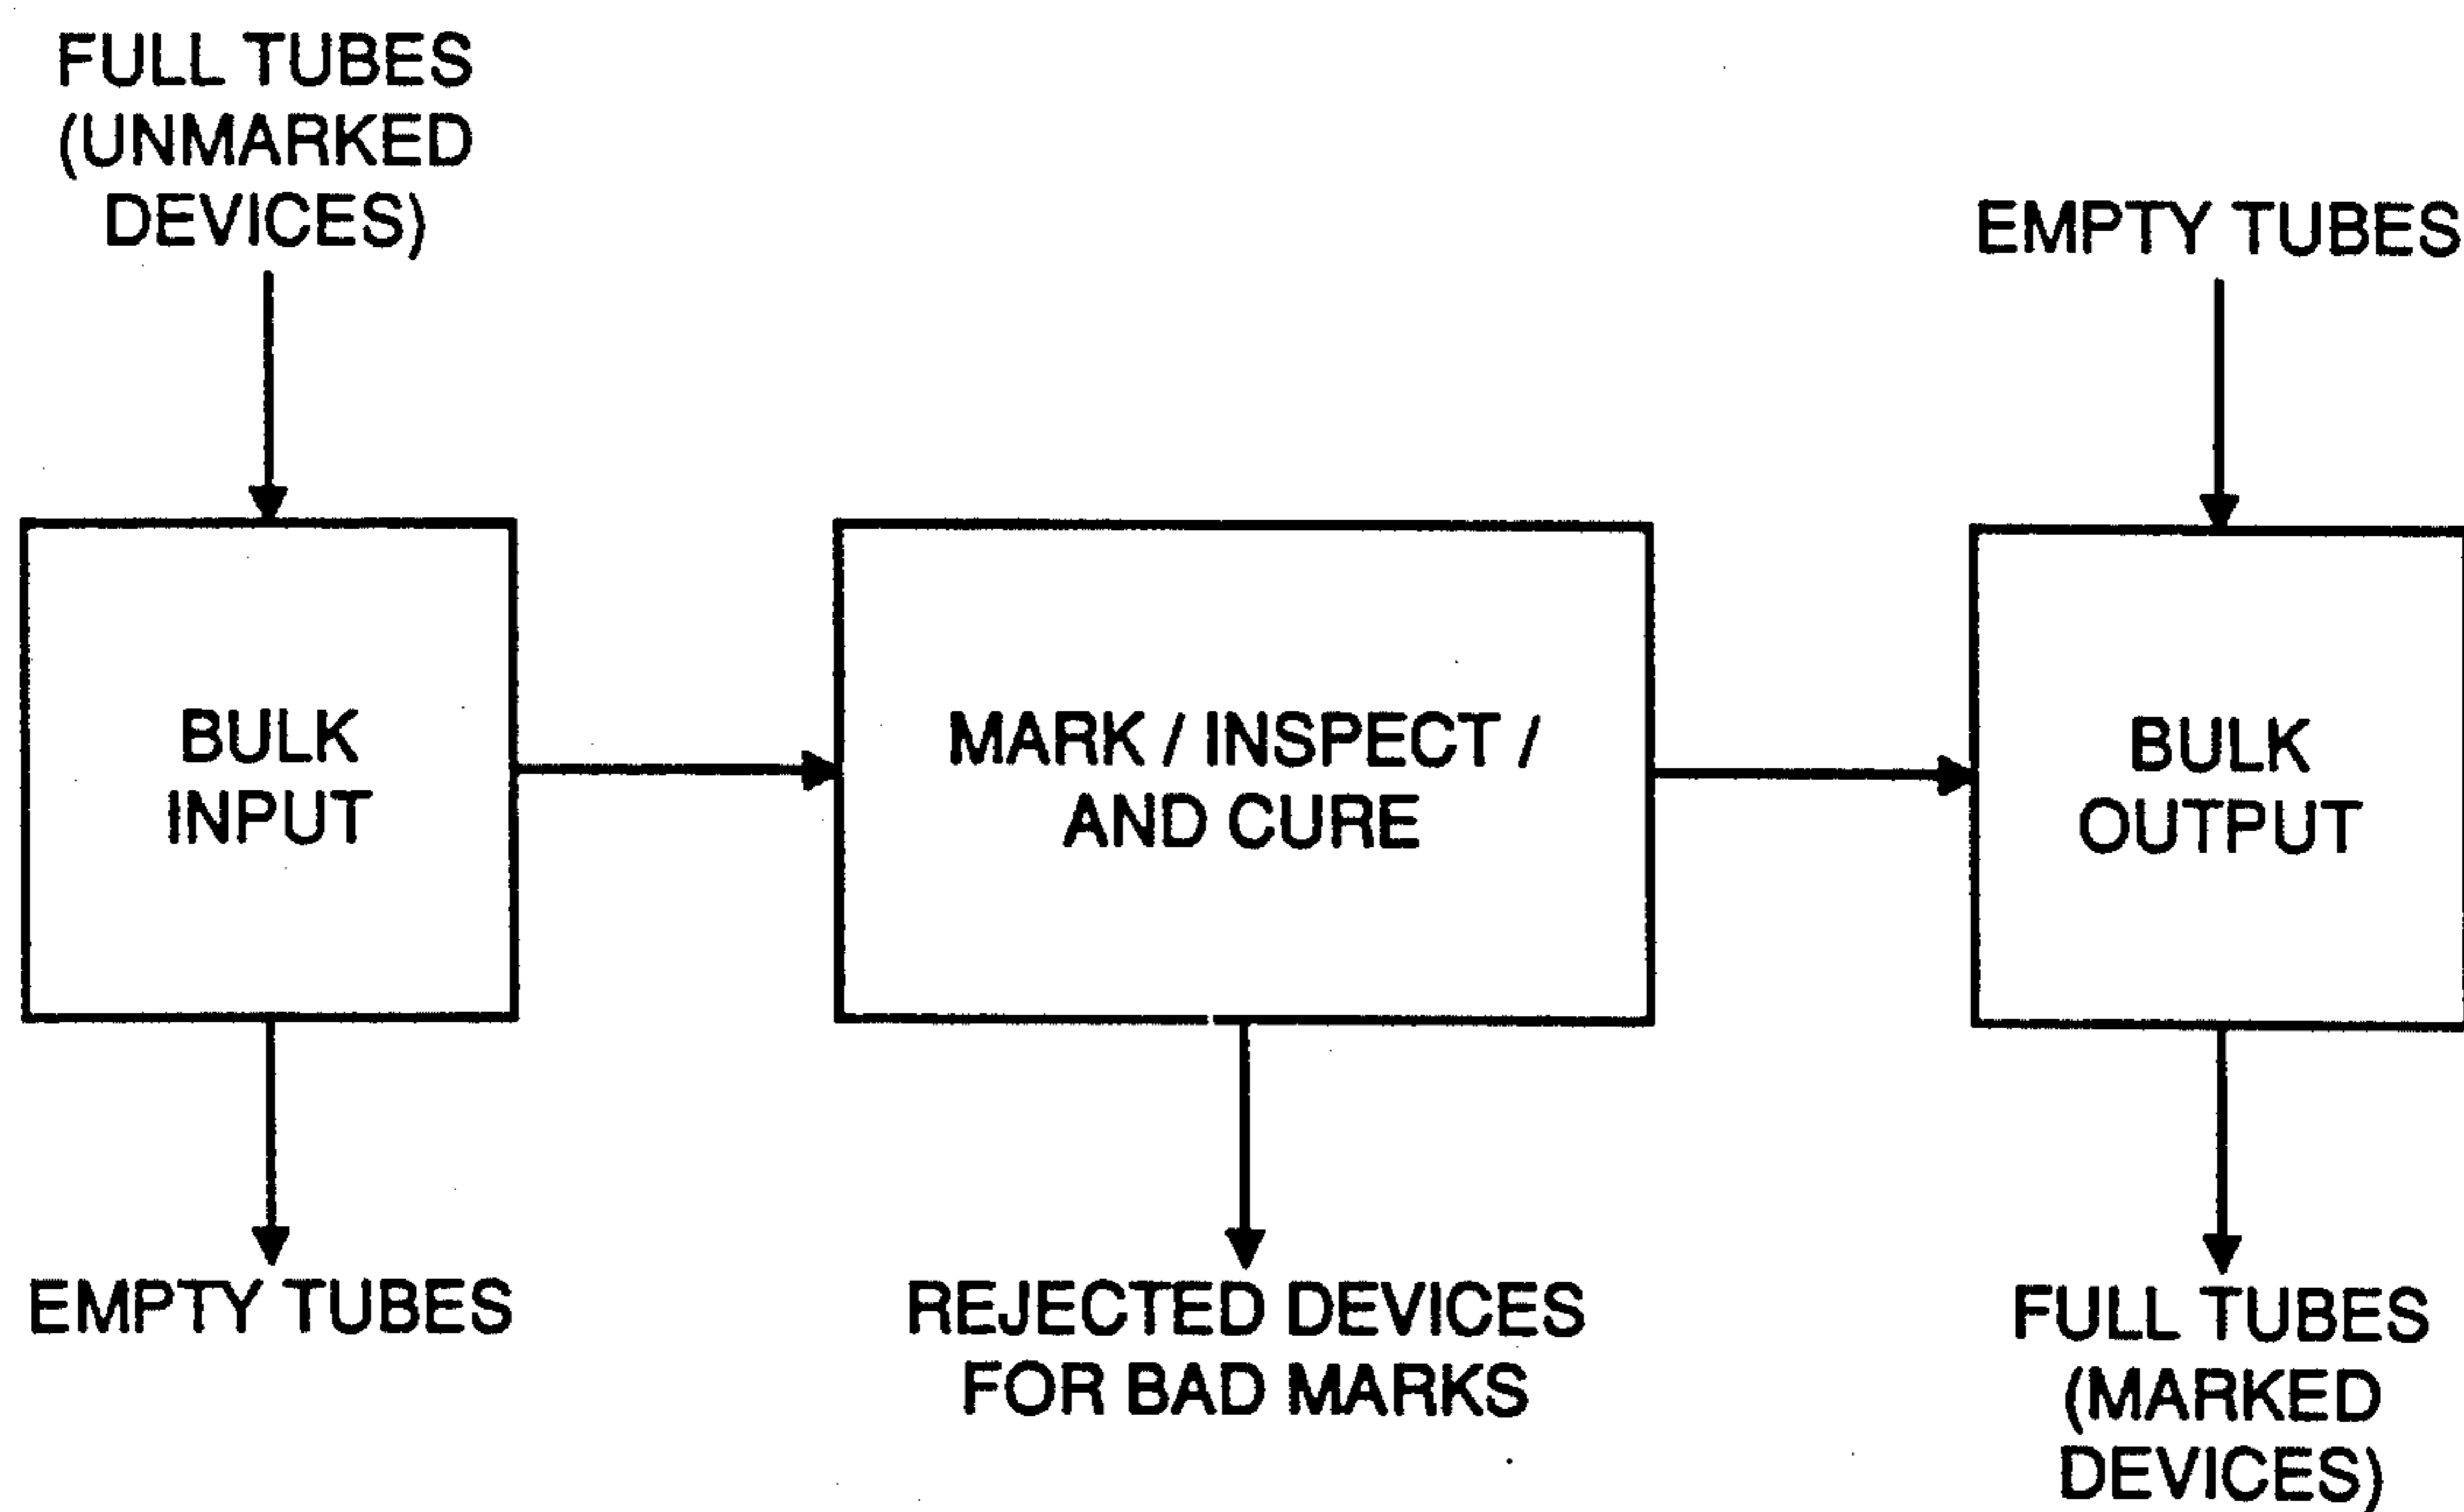 FULL TUBES
(UNMARKED
DEVICES)
EMPTY TUBES
BULK
INPUT
MARK / INSPECT /
AND CURE
BULK
OUTPUT
EMPTY TUBES
REJECTED DEVICES
FOR BAD MARKS
FULL TUBES
(MARKED
DEVICES)